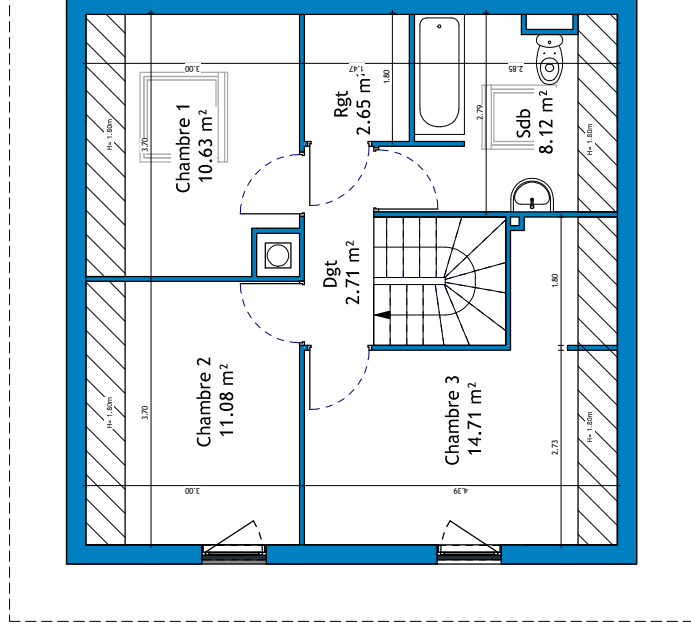 3.00
1.47
2.85
1.80
Chambre 1
10.63 m²
Rgt
2.65 m²
Sdb
8.12 m²
2.79
3.70
H= 1.80m
H= 1.80m
Dgt
2.71 m²
1.80
Chambre 2
11.08 m²
Chambre 3
14.71 m²
3.70
H= 1.80m
H= 1.80m
2.73
3.00
4.39